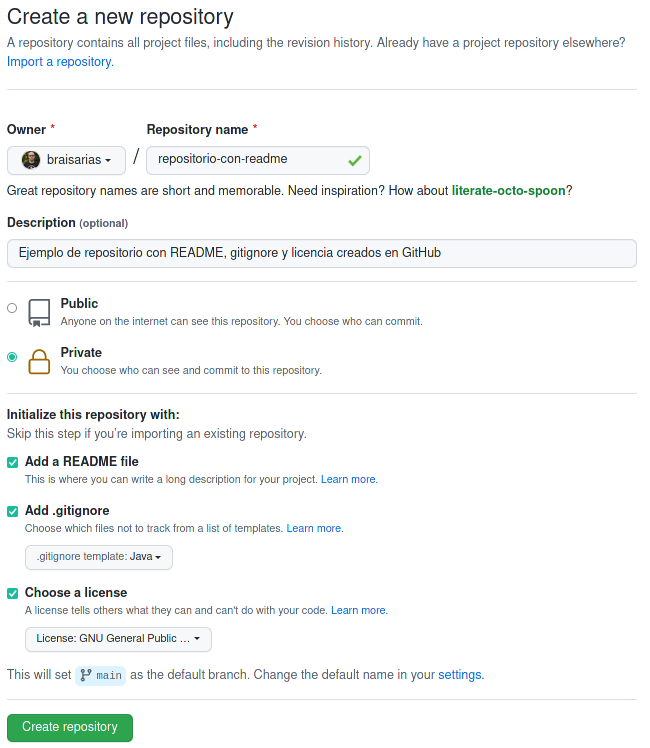 Create a new repository
A repository contains all project files, including the revision history. Already have a project repository elsewhere?
Import a repository.
Owner * Repository name *
braisarias / repositorio-con-readme
Great repository names are short and memorable. Need inspiration? How about literate-octo-spoon?
Description (optional)
Ejemplo de repositorio con README, gitignore y licencia creados en GitHub
Public
Anyone on the internet can see this repository. You choose who can commit.
Private
You choose who can see and commit to this repository.
Initialize this repository with:
Skip this step if you're importing an existing repository.
Add a README file
This is where you can write a long description for your project. Learn more.
Add .gitignore
Choose which files not to track from a list of templates. Learn more.
.gitignore template: Java
Choose a license
A license tells others what they can and can't do with your code. Learn more.
License: GNU General Public ...
This will set main as the default branch. Change the default name in your settings.
Create repository